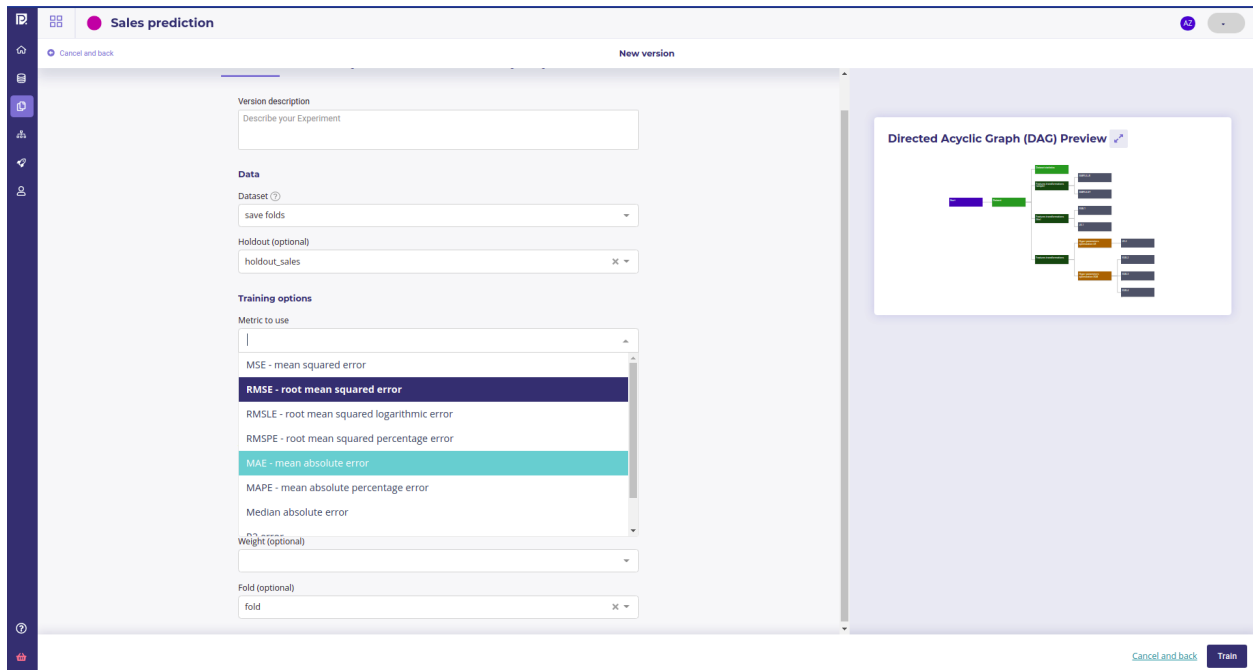 Sales prediction
AZ
Cancel and back
New version
Version description
Describe your Experiment
Data
Dataset
save folds
Holdout (optional)
holdout_sales
Training options
Metric to use
MSE - mean squared error
RMSE - root mean squared error
RMSLE - root mean squared logarithmic error
RMSPE - root mean squared percentage error
MAE - mean absolute error
MAPE - mean absolute percentage error
Median absolute error
Weight (optional)
Fold (optional)
fold
Directed Acyclic Graph (DAG) Preview
Cancel and back
Train